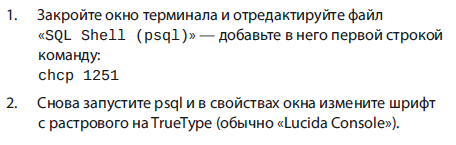 1. Закройте окно терминала и отредактируйте файл
«SQL Shell (psql)» — добавьте в него первой строкой
команду:
chcp 1251
2. Снова запустите psql и в свойствах окна измените шрифт
с растрового на TrueType (обычно «Lucida Console»).